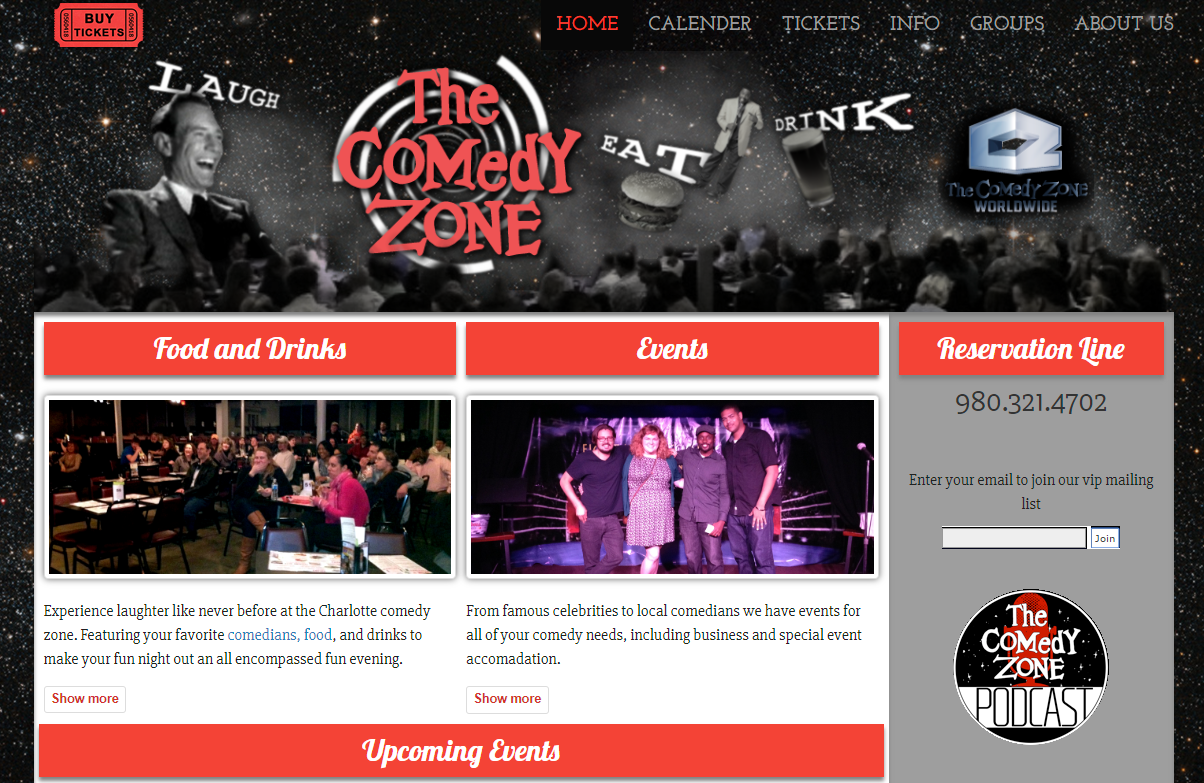 BUY
TICKETS
0560418
0560418
HOME CALENDER TICKETS INFO GROUPS ABOUT US
LAUGH
The
COMEDY
ZONE
EAT
DRINK
CZ
The COMEDY ZONE
WORLDWIDE
Food and Drinks
Events
Reservation Line
980.321.4702
Enter your email to join our vip mailing
list
Join
Experience laughter like never before at the Charlotte comedy
zone. Featuring your favorite comedians, food, and drinks to
make your fun night out an all encompassed fun evening.
Show more
From famous celebrities to local comedians we have events for
all of your comedy needs, including business and special event
accomadation.
Show more
The
COMEDY
ZONE
PODCAST
Upcoming Events